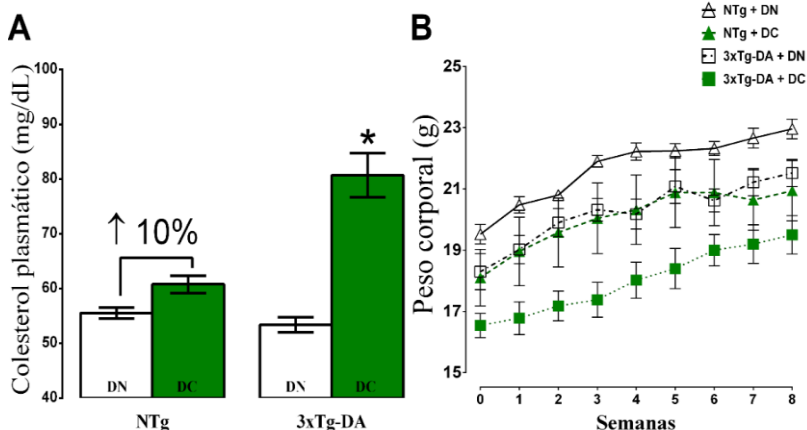 A
Colesterol plasmático (mg/dL)
100
90
80
70
60
50
40
↑ 10%
*
DN
DC
DN
DC
NTg
3xTg-DA
B
NTg + DN
NTg + DC
3xTg-DA + DN
3xTg-DA + DC
Peso corporal (g)
25
23
21
19
17
15
0 1 2 3 4 5 6 7 8
Semanas